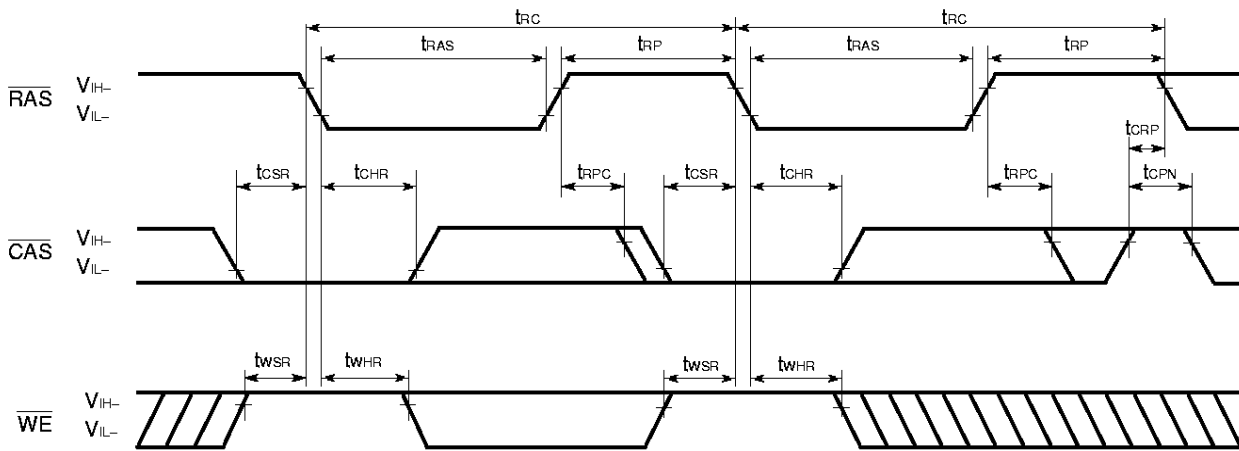 tRC tRC
tRAS tRP tRAS tRP
RAS VIH–
VIL–
tCRP
tCSR tCHR tRPC tCSR tCHR tRPC tCPN
CAS VIH–
VIL–
tWSR tWHR tWSR tWHR
WE VIH–
VIL–